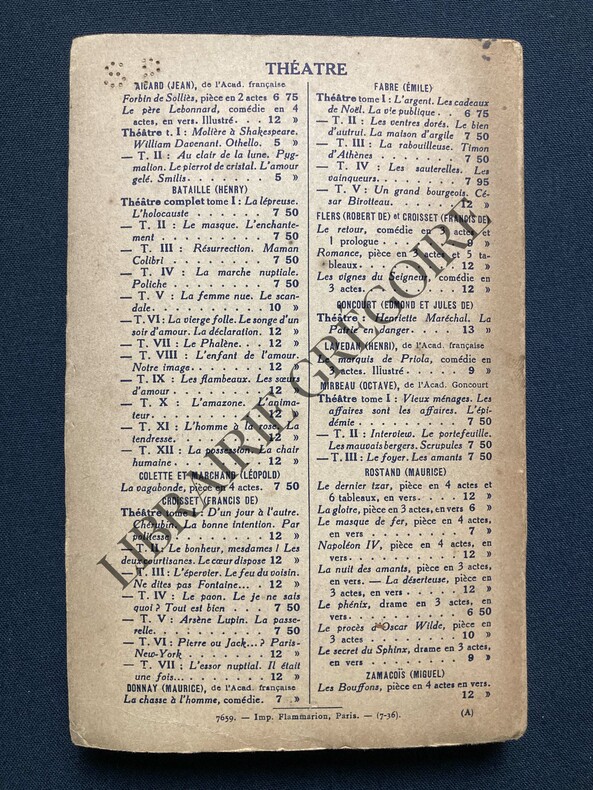 THÉATRE
AICARD (JEAN), de l'Acad. française
Forbin de Solliès, pièce en 2 actes 6 75
Le père Lebonnard, comédie en 4
actes, en vers. Illustré. . . 12 »
Théâtre t. I : Molière à Shakespeare.
William Davenant. Othello. 5 »
— T. II : Au clair de la lune. Pyg-
malion. Le pierrot de cristal. L'amour
gelé. Smilis. . . . . . . 5 »
BATAILLE (HENRY)
Théâtre complet tome I : La lépreuse.
L'holocauste . . . . . . 7 50
— T. II : Le masque. L'enchante-
ment . . . . . . . . . 7 50
— T. III : Résurrection. Maman
Colibri . . . . . . . . 7 50
— T. IV : La marche nuptiale.
Poliche . . . . . . . . 7 50
— T. V : La femme nue. Le scan-
dale. . . . . . . . . . 10 »
— T. VI : La vierge folle. Le songe d'un
soir d'amour. La déclaration. 12 »
— T. VII : Le Phalène. . . . 12 »
— T. VIII : L'enfant de l'amour.
Notre image . . . . . . 12 »
— T. IX : Les flambeaux. Les sœurs
d'amour . . . . . . . . 12 »
— T. X : L'amazone. L'anima-
teur. . . . . . . . . . 12 »
— T. XI : L'homme à la rose. La
tendresse. . . . . . . . 12 »
— T. XII : La possession. La chair
humaine . . . . . . . . 12 »
COLETTE ET MARCHAND (LÉOPOLD)
La vagabonde, pièce en 4 actes. 7 50
CROISSET (FRANCIS DE)
Théâtre tome I : D'un jour à l'autre.
Chérubin. La bonne intention. Par
politesse . . . . . . . 12 »
— T. II : Le bonheur, mesdames ! Les
deux courtisanes. Le cœur dispose 12 »
— T. III : L'épervier. Le feu du voisin.
Ne dites pas Fontaine... . . 12 »
— T. IV : Le paon. Le je ne sais
quoi ? Tout est bien . . . 7 50
— T. V : Arsène Lupin. La passe-
relle. . . . . . . . . . 7 50
— T. VI : Pierre ou Jack... ? Paris-
New-York . . . . . . . 12 »
— T. VII : L'essor nuptial. Il était
une fois... . . . . . . . 12 »
DONNAY (MAURICE), de l'Acad. française
La chasse à l'homme, comédie. 7 »
FABRE (ÉMILE)
Théâtre tome I : L'argent. Les cadeaux
de Noël. La vie publique . . 6 75
— T. II : Les ventres dorés. Le bien
d'autrui. La maison d'argile 7 50
— T. III : La rabouilleuse. Timon
d'Athènes . . . . . . . 7 50
— T. IV : Les sauterelles. Les
vainqueurs. . . . . . . 7 95
— T. V : Un grand bourgeois. Cé-
sar Birotteau. . . . . . 12 »
FLERS (ROBERT DE) et CROISSET (FRANCIS DE)
Le retour, comédie en 3 actes et
1 prologue . . . . . . . 9 »
Romance, pièce en 3 actes et 5 ta-
bleaux. . . . . . . . . 12 »
Les vignes du Seigneur, comédie en
3 actes. . . . . . . . . 12 »
GONCOURT (EDMOND ET JULES DE)
Théâtre : Henriette Maréchal. La
Patrie en danger. . . . . 13 »
LAVEDAN (HENRI), de l'Acad. française
Le marquis de Priola, comédie en
3 actes. Illustré . . . . . 9 »
MIRBEAU (OCTAVE), de l'Acad. Goncourt
Théâtre tome I : Vieux ménages. Les
affaires sont les affaires. L'épi-
démie . . . . . . . . . 7 50
— T. II : Interview. Le portefeuille.
Les mauvais bergers. Scrupules 7 50
— T. III : Le foyer. Les amants 7 50
ROSTAND (MAURICE)
Le dernier tzar, pièce en 4 actes et
6 tableaux, en vers. . . . 12 »
La gloire, pièce en 3 actes, en vers 6 »
Le masque de fer, pièce en 4 actes,
en vers. . . . . . . . . 7 50
Napoléon IV, pièce en 4 actes, en
vers. . . . . . . . . . 12 »
La nuit des amants, pièce en 3 actes,
en vers. — La déserteuse, pièce en
3 actes, en vers. . . . . 12 »
Le phénix, drame en 3 actes, en
vers . . . . . . . . . 6 50
Le procès d'Oscar Wilde, pièce en
3 actes . . . . . . . . 10 »
Le secret du Sphinx, drame en 3 actes,
en vers . . . . . . . . 9 »
ZAMACOÏS (MIGUEL)
Les Bouffons, pièce en 4 actes en vers.
12 »
7659. — Imp. Flammarion, Paris. — (7-36).
(A)
LIBRAIRIE GREGOIRE